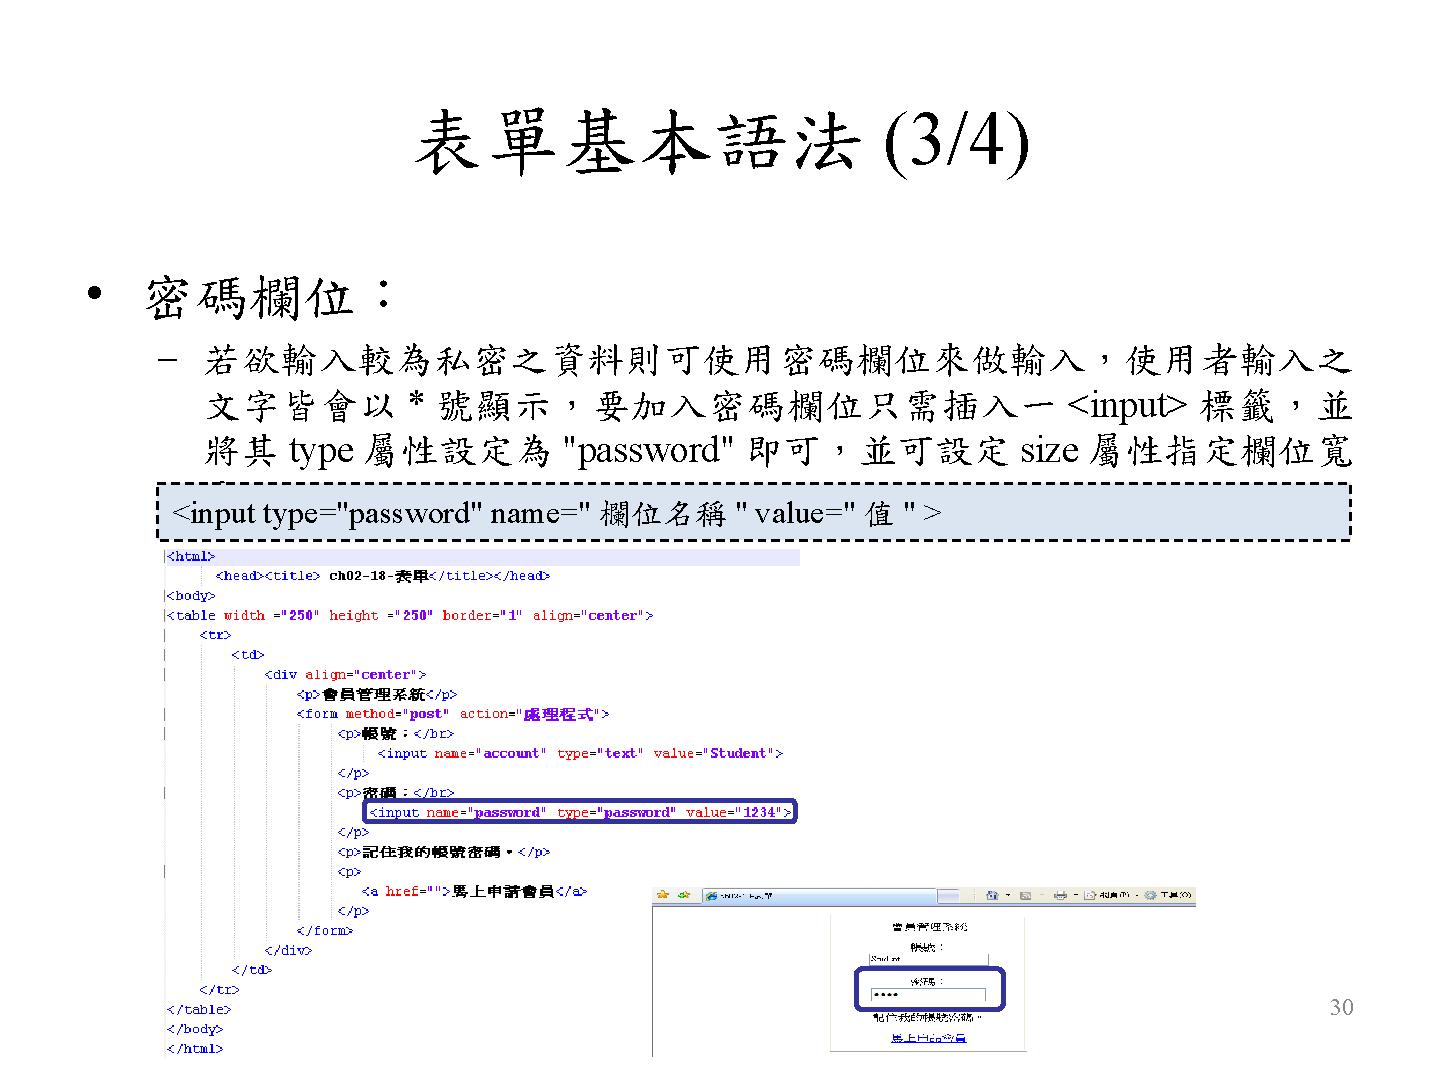 表單基本語法 (3/4)
• 密碼欄位：
– 若欲輸入較為私密之資料則可使用密碼欄位來做輸入，使用者輸入之
文字皆會以 * 號顯示，要加入密碼欄位只需插入一 <input> 標籤，並
將其 type 屬性設定為 "password" 即可，並可設定 size 屬性指定欄位寬
<input type="password" name=" 欄位名稱 " value=" 值 " >
<html>
<head><title> ch02-18-表單</title></head>
<body>
<table width ="250" height ="250" border="1" align="center">
<tr>
<td>
<div align="center">
<p>會員管理系統</p>
<form method="post" action="處理程式">
<p>帳號：</br>
<input name="account" type="text" value="Student">
</p>
<p>密碼：</br>
<input name="password" type="password" value="1234">
</p>
<p>記住我的帳號密碼。</p>
<p>
<a href="">馬上申請會員</a>
</p>
</form>
</div>
</td>
</tr>
</table>
</body>
</html>
網頁(P) 工具(O)
會員管理系統
帳號：
Student
密碼：
••••
記住我的帳號密碼。
馬上申請會員
30